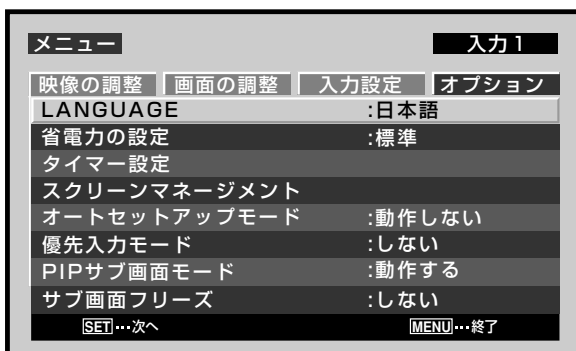 メニュー 入力1
映像の調整 画面の調整 入力設定 オプション
LANGUAGE :日本語
省電力の設定 :標準
タイマー設定
スクリーンマネージメント
オートセットアップモード :動作しない
優先入力モード :しない
PIPサブ画面モード :動作する
サブ画面フリーズ :しない
SET…次へ MENU…終了